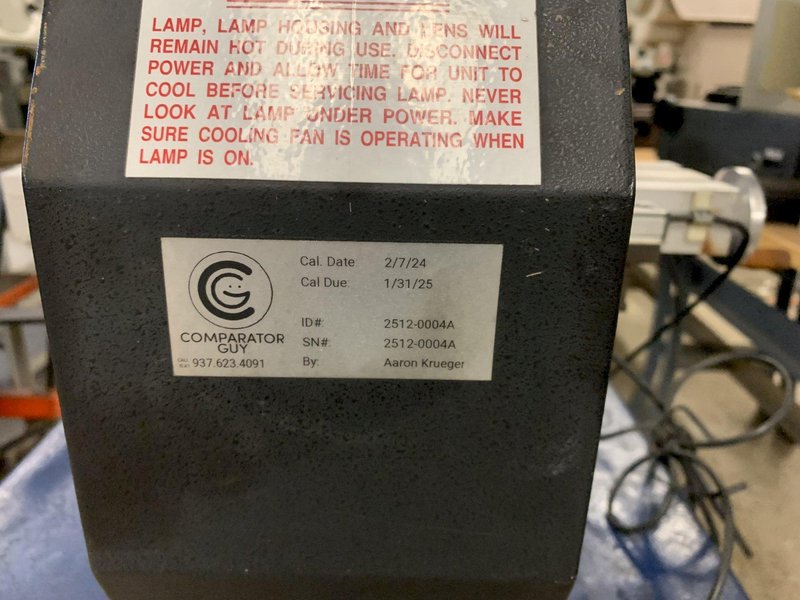 LAMP, LAMP HOUSING AND LENS WILL
REMAIN HOT DURING USE. DISCONNECT
POWER AND ALLOW TIME FOR UNIT TO
COOL BEFORE SERVICING LAMP. NEVER
LOOK AT LAMP UNDER POWER. MAKE
SURE COOLING FAN IS OPERATING WHEN
LAMP IS ON.
CG
COMPARATOR
GUY
937.623.4091
Cal. Date 2/7/24
Cal Due: 1/31/25
ID#: 2512-0004A
SN#: 2512-0004A
By: Aaron Krueger